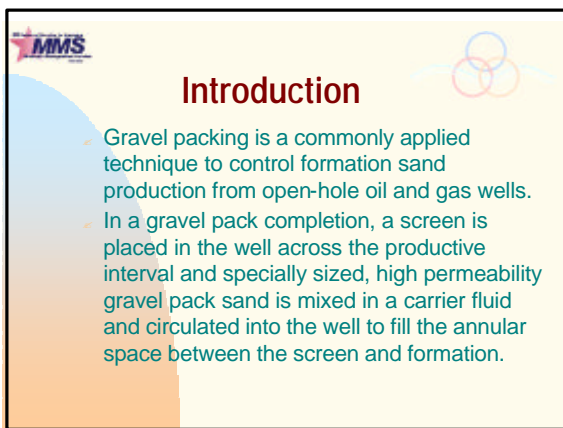 MMS
Introduction
Gravel packing is a commonly applied
technique to control formation sand
production from open-hole oil and gas wells.
In a gravel pack completion, a screen is
placed in the well across the productive
interval and specially sized, high permeability
gravel pack sand is mixed in a carrier fluid
and circulated into the well to fill the annular
space between the screen and formation.